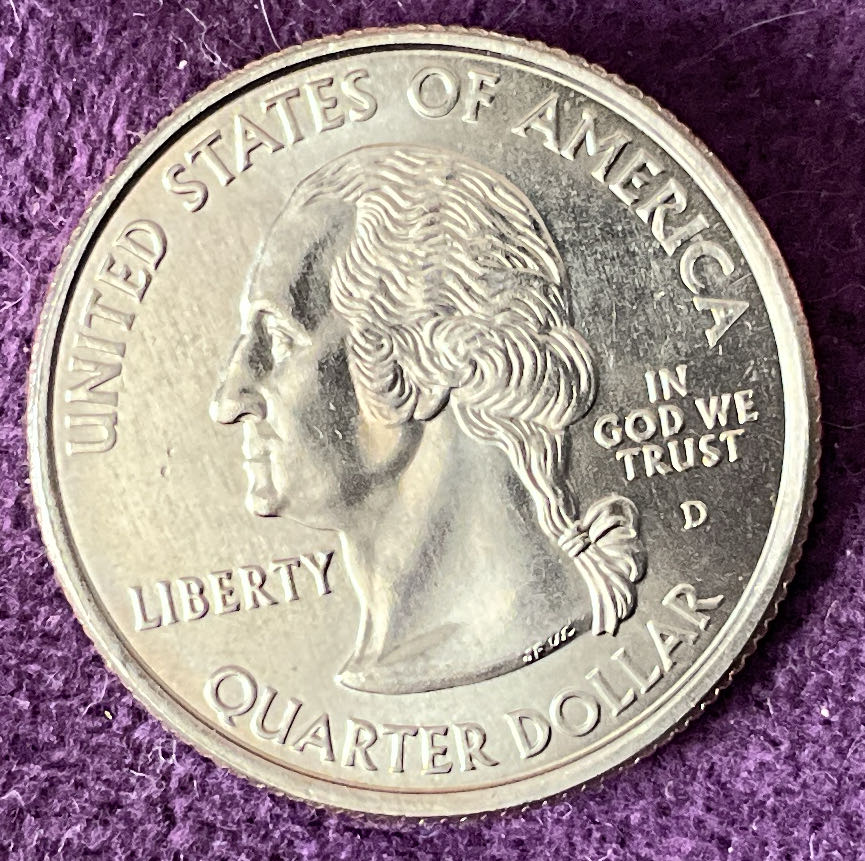 UNITED STATES OF AMERICA
IN
GOD WE
TRUST
D
LIBERTY
QUARTER DOLLAR